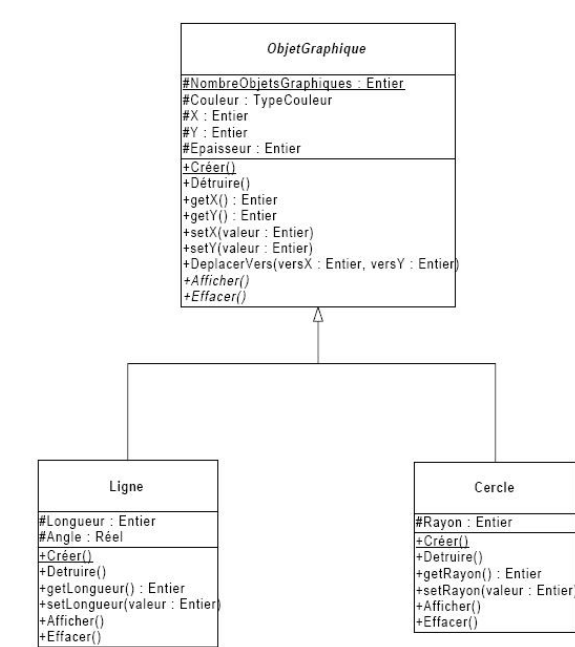 ObjetGraphique
#NombreObjetsGraphiques : Entier
#Couleur : TypeCouleur
#X : Entier
#Y : Entier
#Epaisseur : Entier
+Créer()
+Détruire()
+getX() : Entier
+getY() : Entier
+setX(valeur : Entier)
+setY(valeur : Entier)
+DeplacerVers(versX : Entier, versY : Entier)
+Afficher()
+Effacer()
Ligne
#Longueur : Entier
#Angle : Réel
+Créer()
+Detruire()
+getLongueur() : Entier
+setLongueur(valeur : Entier)
+Afficher()
+Effacer()
Cercle
#Rayon : Entier
+Créer()
+Detruire()
+getRayon() : Entier
+setRayon(valeur : Entier)
+Afficher()
+Effacer()